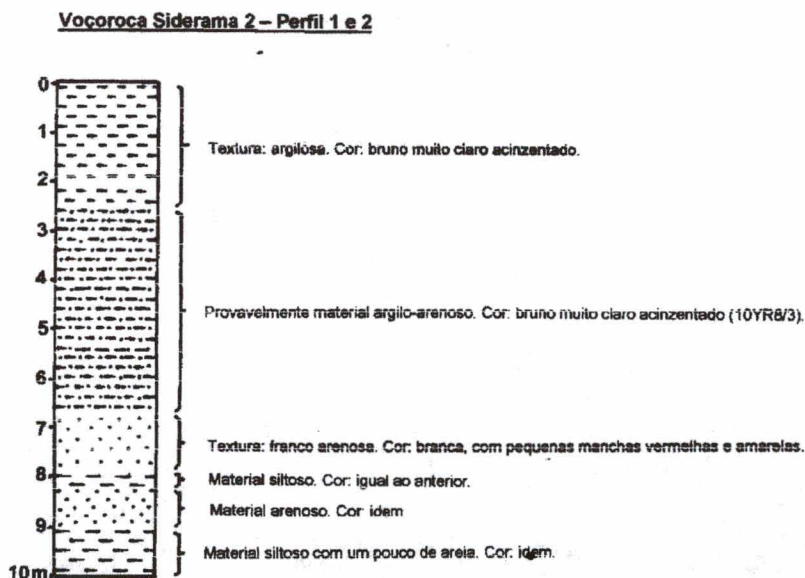 Voçoroca Siderama 2 – Perfil 1 e 2
0
1
Textura: argilosa. Cor: bruno muito claro acinzentado.
2
3
4
Provavelmente material argilo-arenoso. Cor: bruno muito claro acinzentado (10YR8/3).
5
6
7
Textura: franco arenosa. Cor: branca, com pequenas manchas vermelhas e amarelas.
8
Material siltoso. Cor: igual ao anterior.
Material arenoso. Cor: idem
9
Material siltoso com um pouco de areia. Cor: idem.
10m